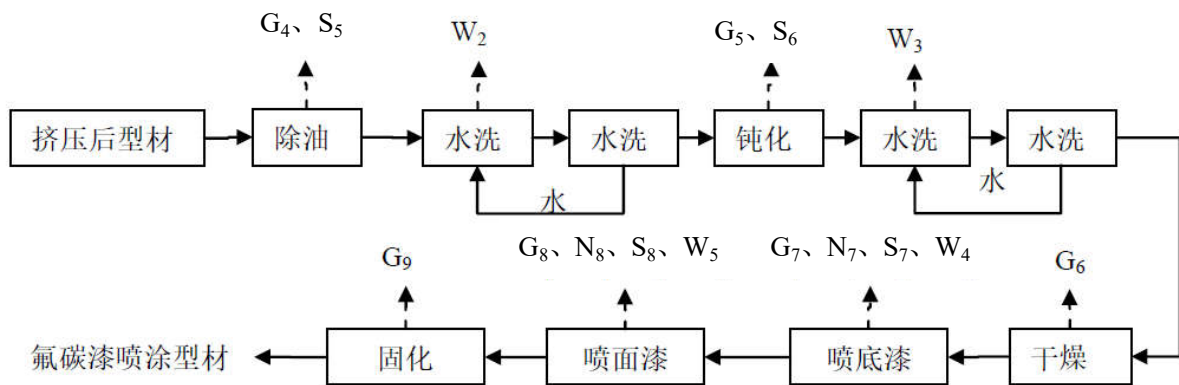 G₄、S₅
W₂
G₅、S₆
W₃
挤压后型材
除油
水洗
水洗
钝化
水洗
水洗
水
水
G₉
G₈、N₈、S₈、W₅
G₇、N₇、S₇、W₄
G₆
氟碳漆喷涂型材
固化
喷面漆
喷底漆
干燥